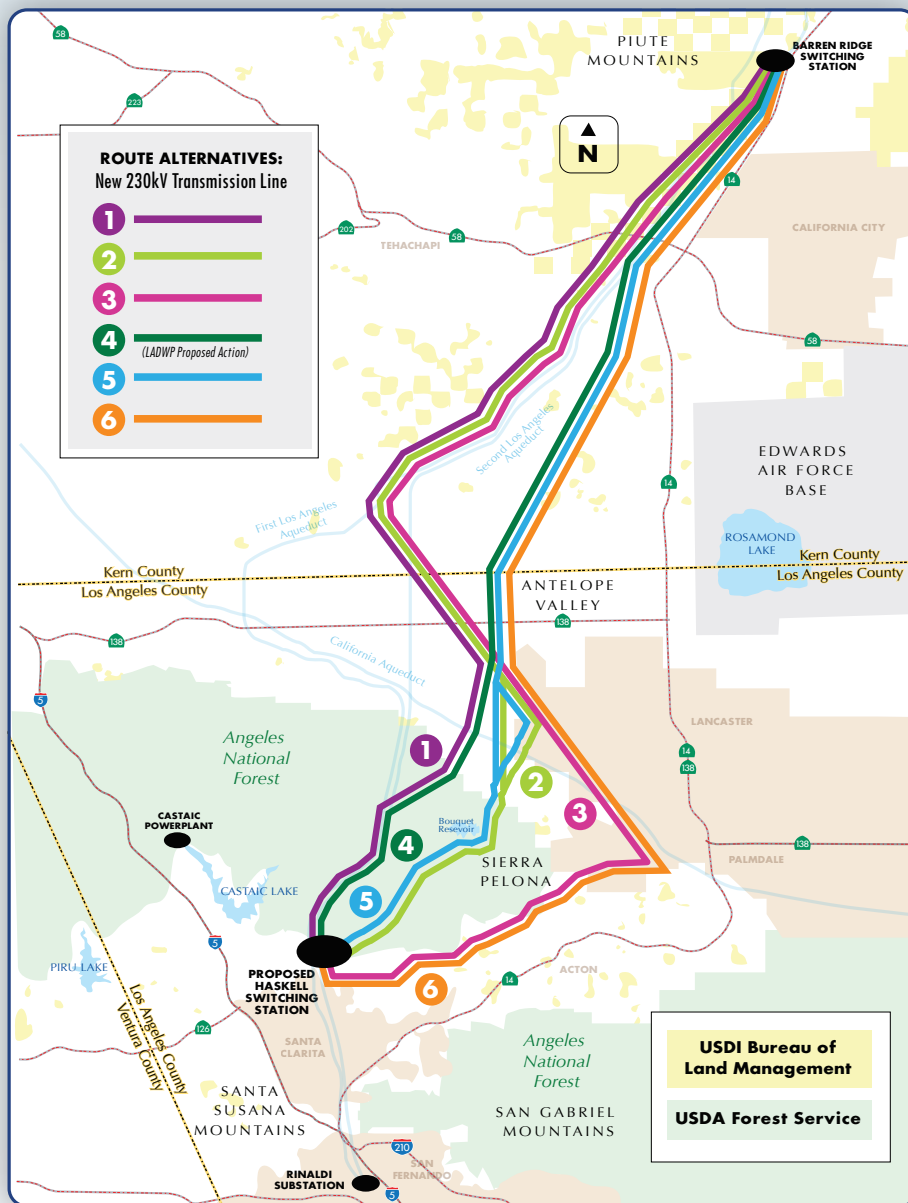 58
PIUTE
MOUNTAINS
BARREN RIDGE
SWITCHING
STATION
223
ROUTE ALTERNATIVES:
New 230kV Transmission Line
1
2
3
4
(LADWP Proposed Action)
5
6
N
14
202
TEHACHAPI
58
CALIFORNIA CITY
58
Second Los Angeles
Aqueduct
First Los Angeles
Aqueduct
EDWARDS
AIR FORCE
BASE
14
ROSAMOND
LAKE
Kern County
Los Angeles County
Kern County
Los Angeles County
ANTELOPE
VALLEY
138
138
California Aqueduct
5
LANCASTER
Angeles
National
Forest
1
2
14
138
3
CASTAIC
POWERPLANT
Bouquet
Resevoir
4
138
PALMDALE
SIERRA
PELONA
CASTAIC LAKE
5
5
PIRU LAKE
PROPOSED
HASKELL
SWITCHING
STATION
6
14
ACTON
Los Angeles County
Ventura County
126
SANTA
CLARITA
Angeles
National
Forest
USDI Bureau of
Land Management
USDA Forest Service
SANTA
SUSANA
MOUNTAINS
SAN GABRIEL
MOUNTAINS
210
SAN
FERNANDO
RINALDI
SUBSTATION
5